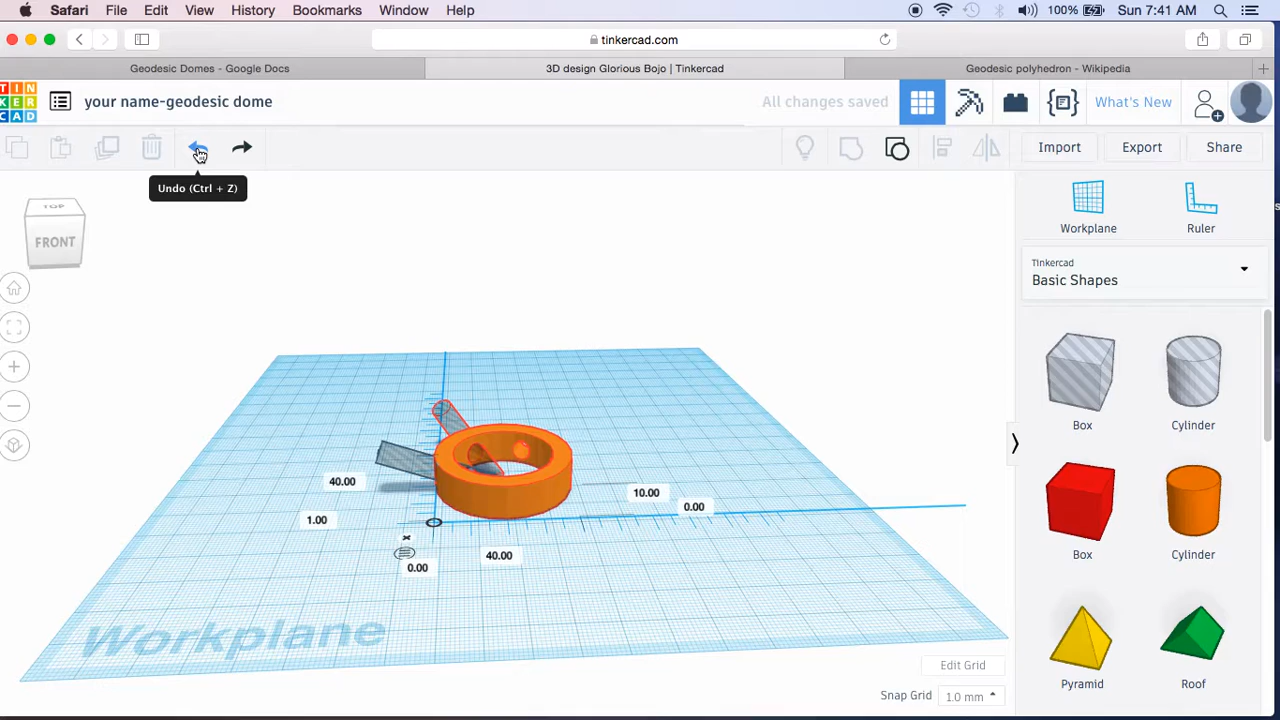 Safari File Edit View History Bookmarks Window Help 100% Sun 7:41 AM
tinkercad.com
Geodesic Domes - Google Docs 3D design Glorious Bojo | Tinkercad Geodesic polyhedron - Wikipedia
TIN
KER
CAD
your name-geodesic dome All changes saved What's New
Import Export Share
Undo (Ctrl + Z)
TOP
FRONT
Workplane Ruler
Tinkercad
Basic Shapes
Box Cylinder
Box Cylinder
Pyramid Roof
40.00 10.00 0.00
1.00
40.00
0.00
Workplane
Edit Grid
Snap Grid 1.0 mm